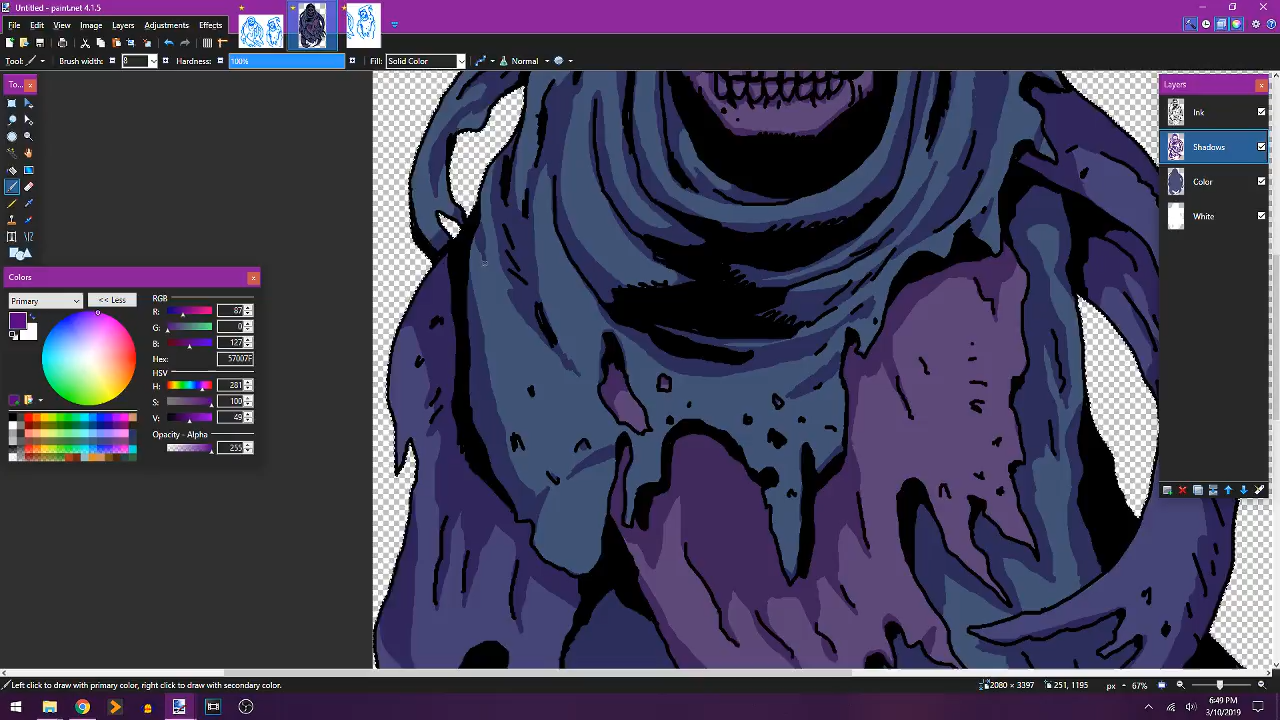 Untitled - paint.net 4.1.5
File Edit View Image Layers Adjustments Effects
Tool: Brush width: 8 Hardness: 100% Fill: Solid Color Normal
To...
Layers
Ink
Shadows
Color
White
Colors
Primary << Less
RGB
R: 87
G: 0
B: 127
Hex: 57007F
HSV
H: 281
S: 100
V: 49
Opacity - Alpha
255
Left click to draw with primary color, right click to draw with secondary color. 2080 × 3397 251, 1195 px 67%
6:49 PM
3/10/2019